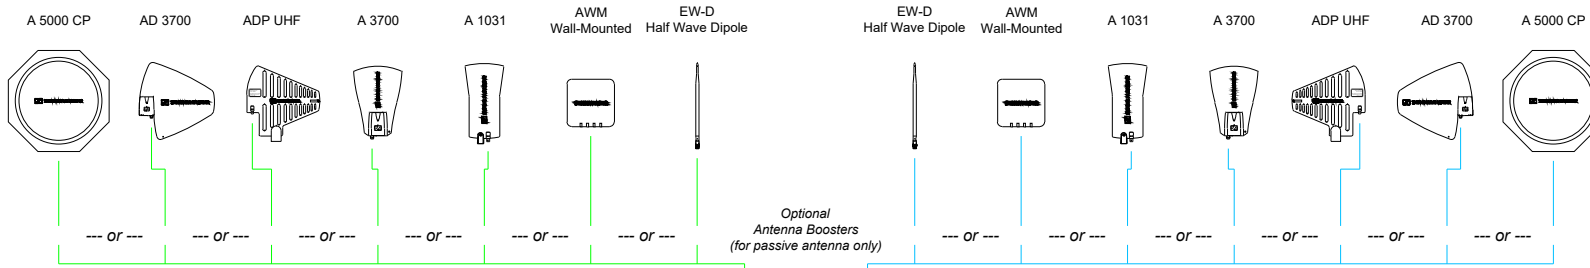 A 5000 CP
AD 3700
ADP UHF
A 3700
A 1031
AWM
Wall-Mounted
EW-D
Half Wave Dipole
EW-D
Half Wave Dipole
AWM
Wall-Mounted
A 1031
A 3700
ADP UHF
AD 3700
A 5000 CP
--- or ---
--- or ---
--- or ---
--- or ---
--- or ---
--- or ---
Optional
Antenna Boosters
(for passive antenna only)
--- or ---
--- or ---
--- or ---
--- or ---
--- or ---
--- or ---